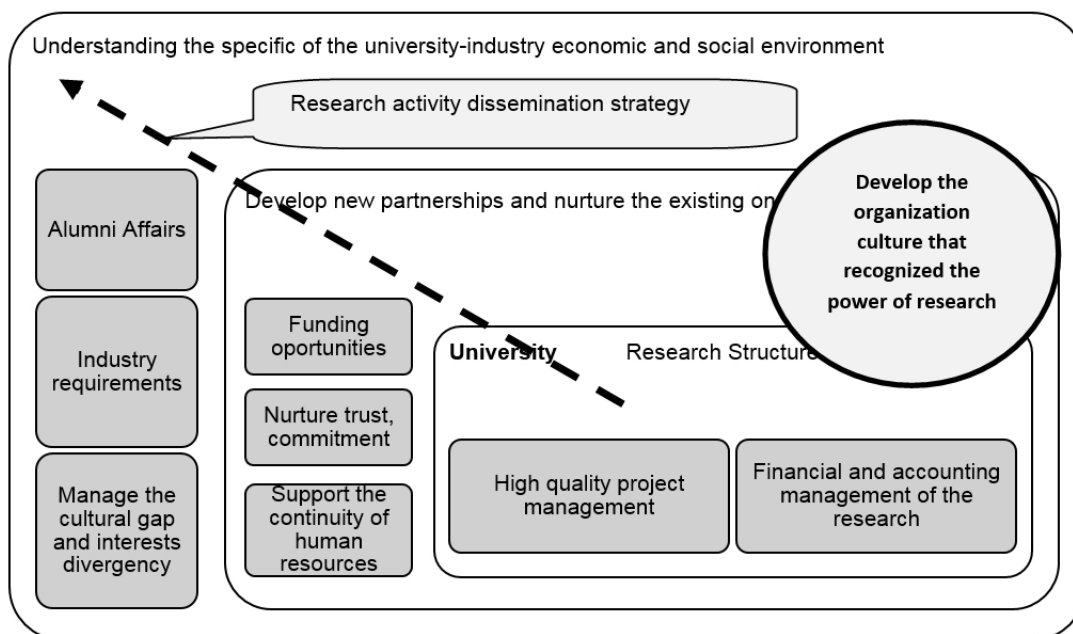 Understanding the specific of the university-industry economic and social environment
Research activity dissemination strategy
Develop the
organization
culture that
recognized the
power of research
Alumni Affairs
Develop new partnerships and nurture the existing on
Industry
requirements
Funding
oportunities
University Research Structure
Nurture trust,
commitment
Manage the
cultural gap
and interests
divergency
Support the
continuity of
human
resources
High quality project
management
Financial and accounting
management of the
research